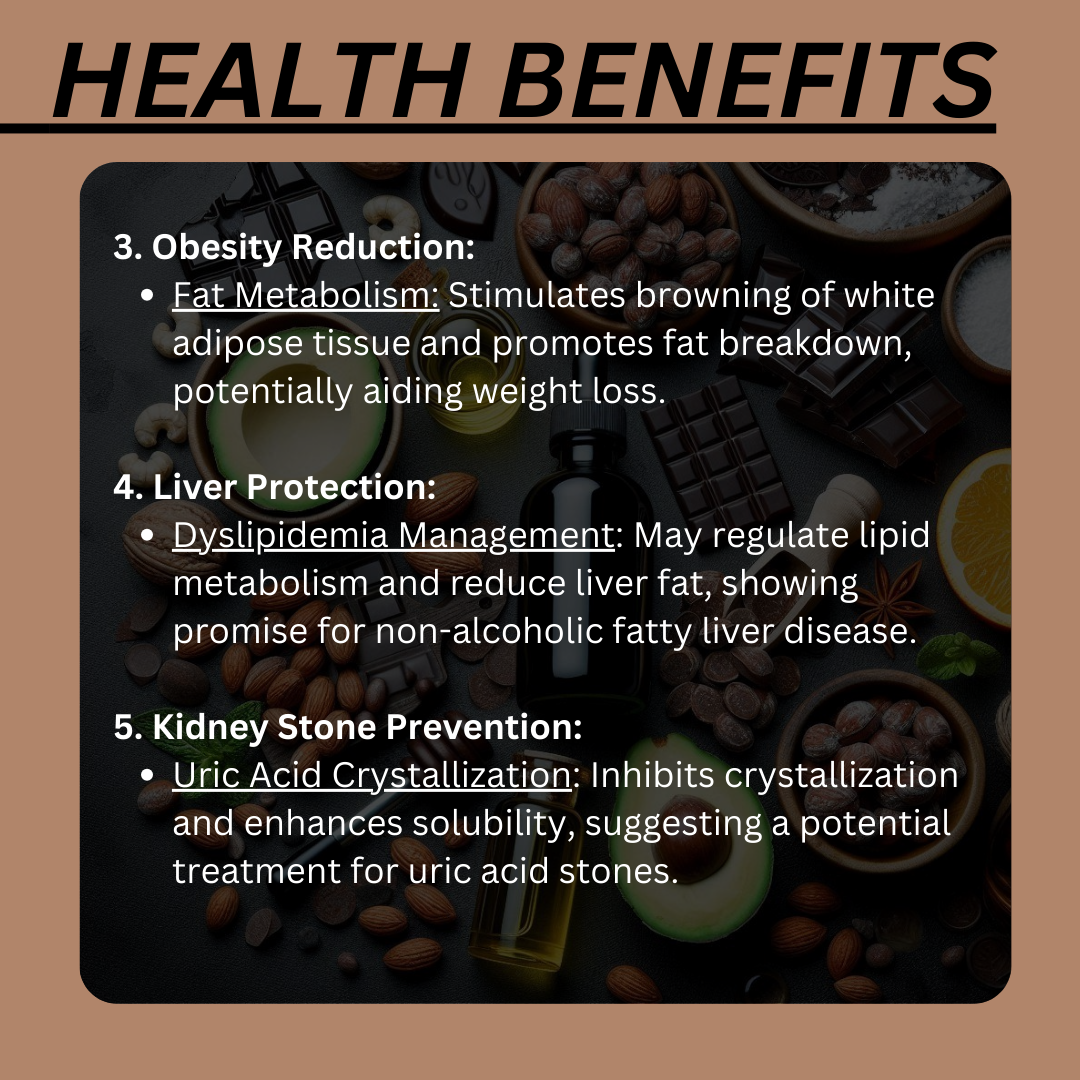 HEALTH BENEFITS
3. Obesity Reduction:
• Fat Metabolism: Stimulates browning of white
adipose tissue and promotes fat breakdown,
potentially aiding weight loss.
4. Liver Protection:
• Dyslipidemia Management: May regulate lipid
metabolism and reduce liver fat, showing
promise for non-alcoholic fatty liver disease.
5. Kidney Stone Prevention:
• Uric Acid Crystallization: Inhibits crystallization
and enhances solubility, suggesting a potential
treatment for uric acid stones.